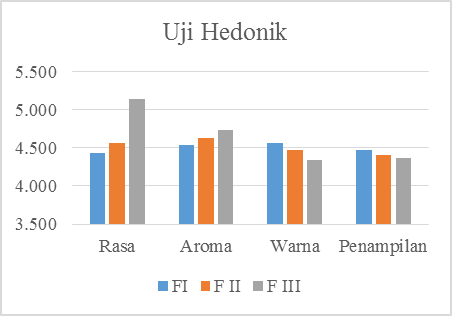 Uji Hedonik
5.500
5.000
4.500
4.000
3.500
Rasa Aroma Warna Penampilan
FI F II F III